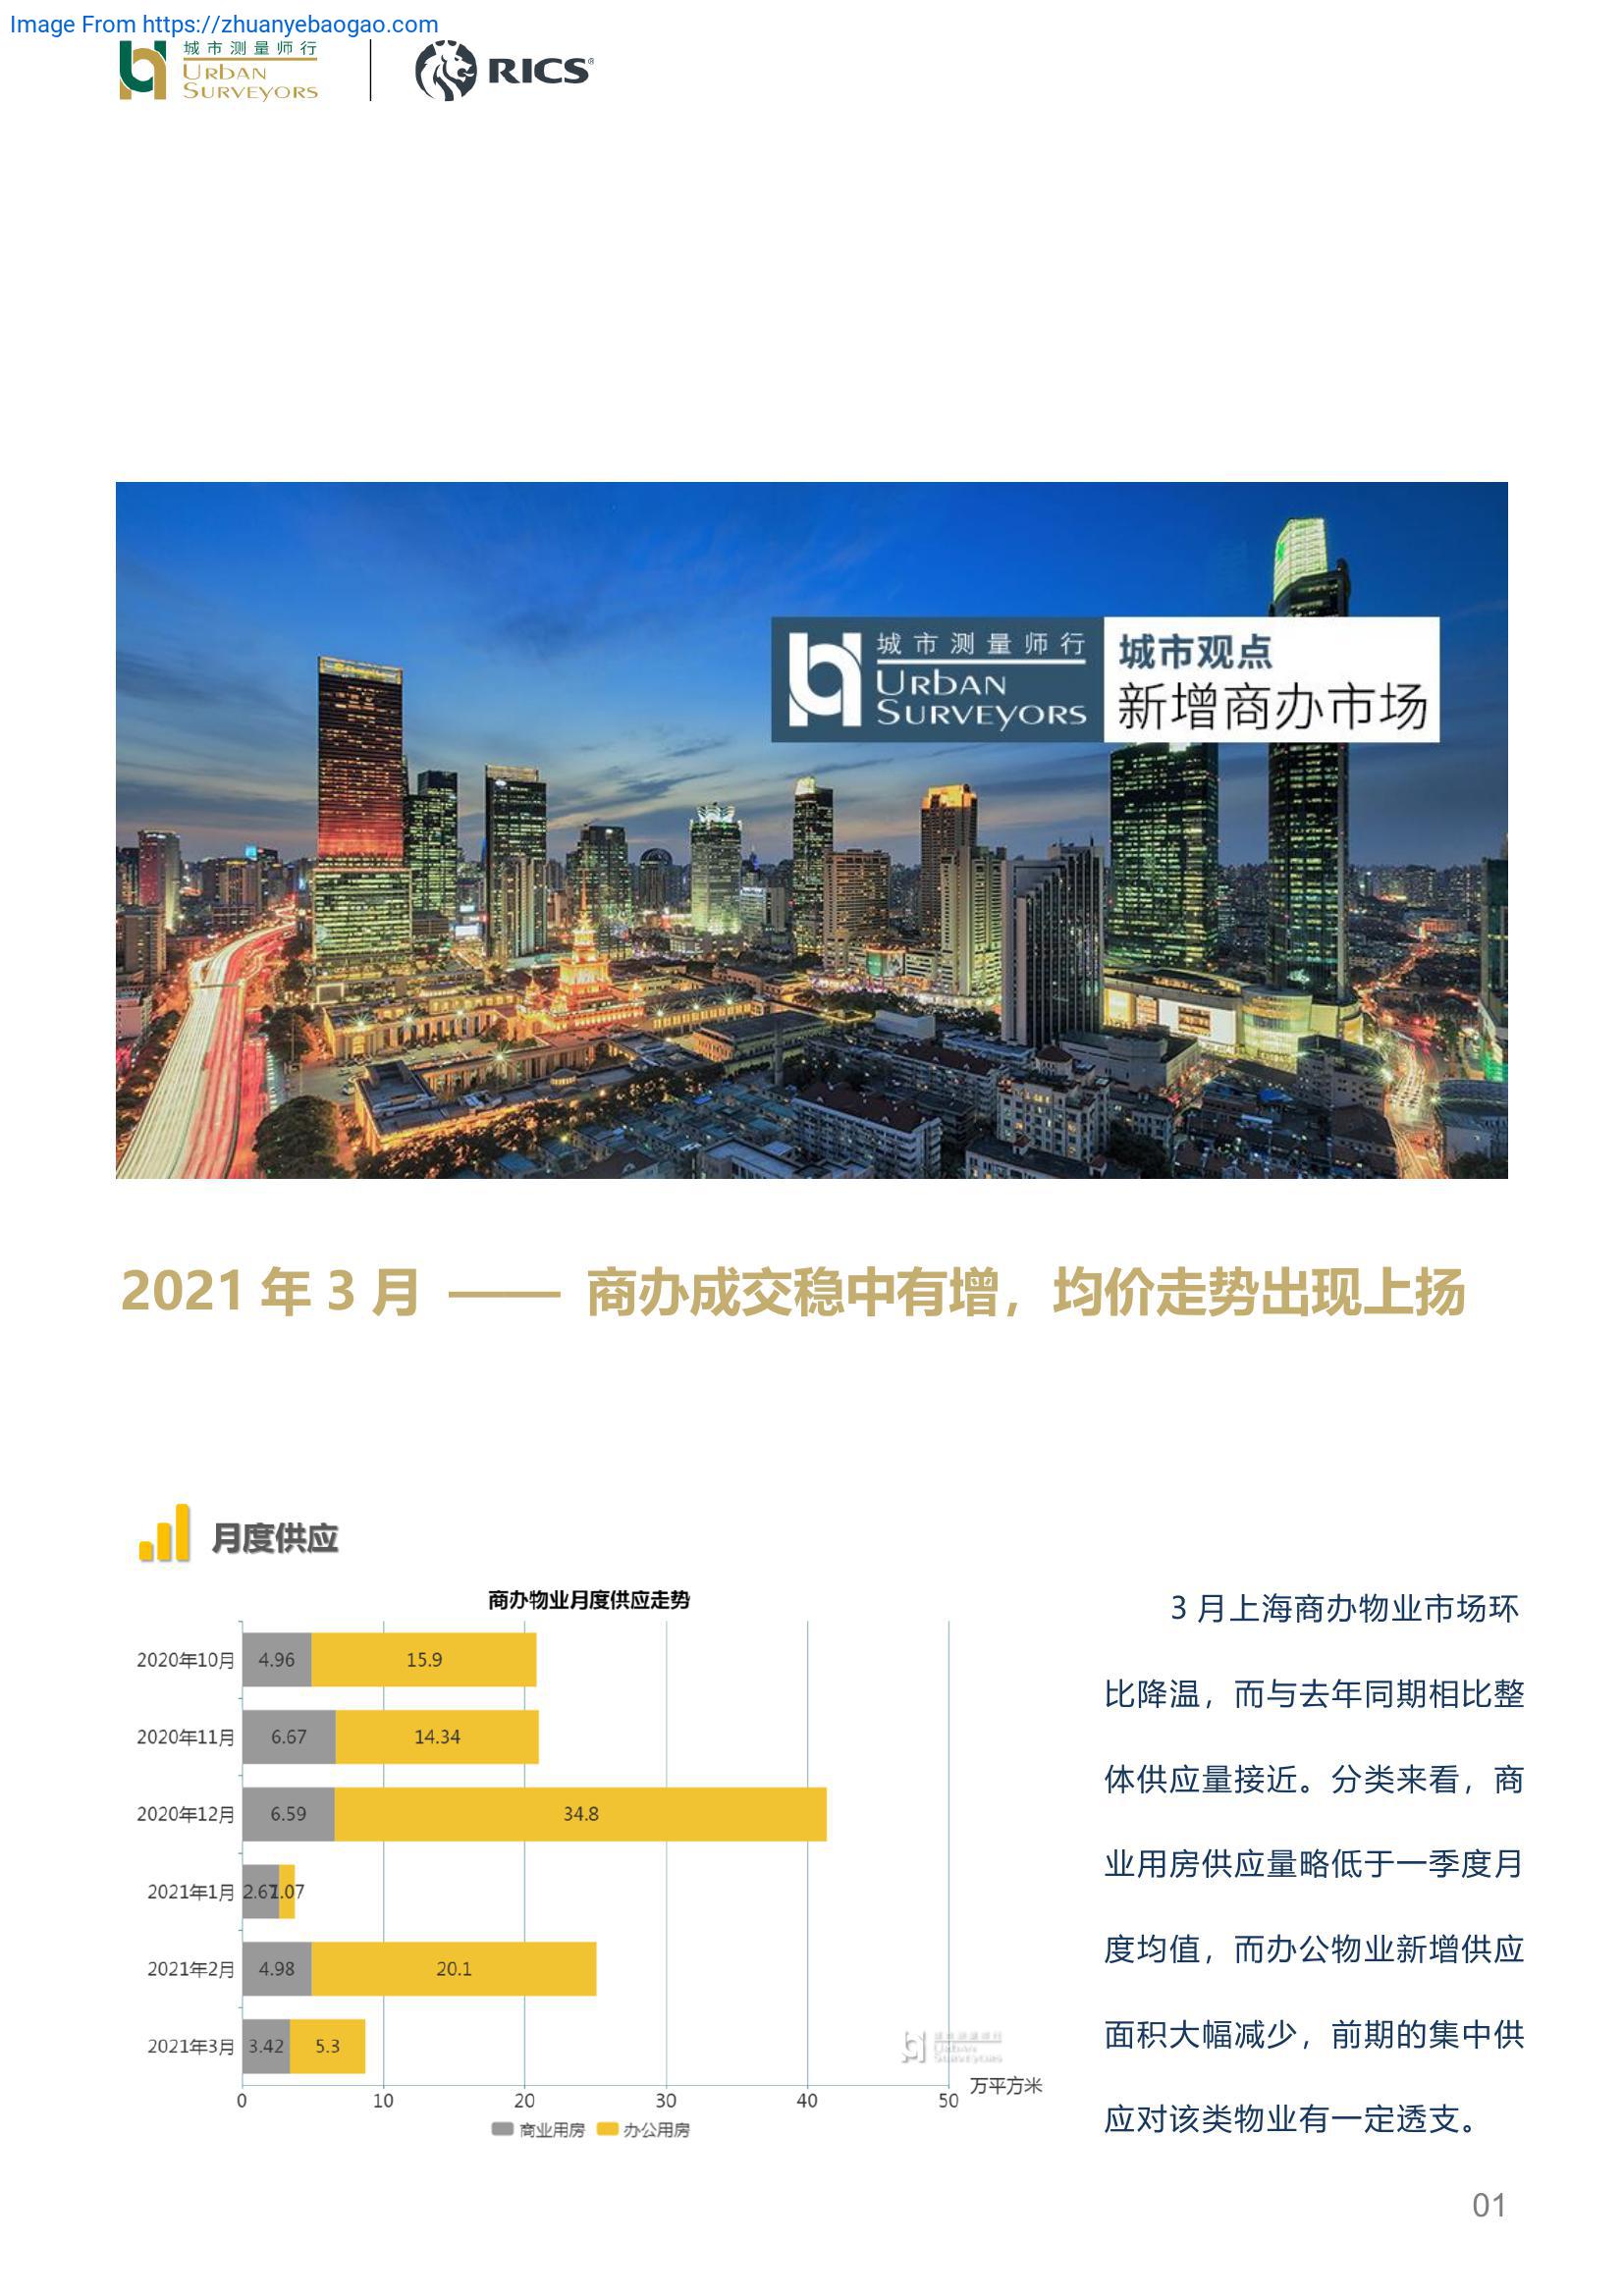 Image From https://zhuanyebaogao.com
城市测量师行
URBAN
SURVEYORS
RICS®
城市测量师行
URBAN
SURVEYORS
城市观点
新增商办市场
2021 年 3 月 —— 商办成交稳中有增，均价走势出现上扬
月度供应
商办物业月度供应走势
2020年10月 4.96 15.9
2020年11月 6.67 14.34
2020年12月 6.59 34.8
2021年1月 2.67 1.07
2021年2月 4.98 20.1
2021年3月 3.42 5.3
城市测量师行
URBAN
SURVEYORS
万平方米
0 10 20 30 40 50
商业用房 办公用房
3 月上海商办物业市场环
比降温，而与去年同期相比整
体供应量接近。分类来看，商
业用房供应量略低于一季度月
度均值，而办公物业新增供应
面积大幅减少，前期的集中供
应对该类物业有一定透支。
01